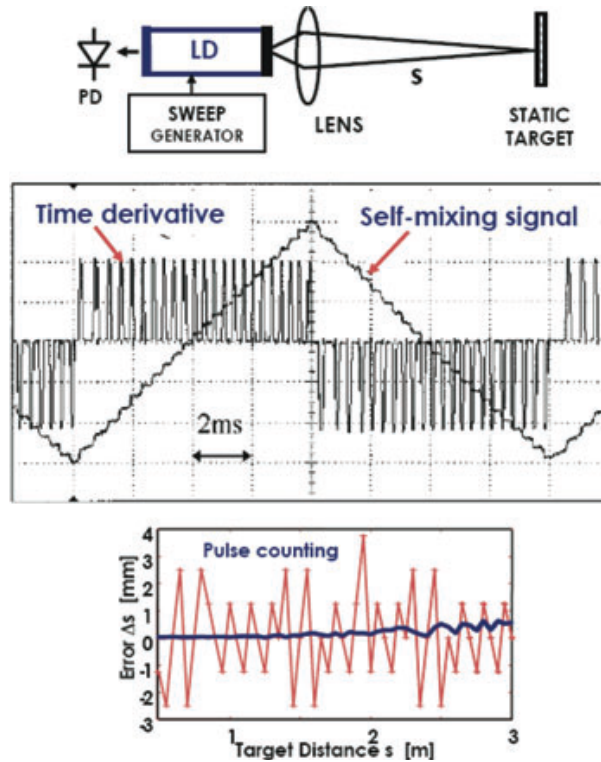 LD
PD
SWEEP
GENERATOR
LENS
S
STATIC
TARGET
Time derivative
Self-mixing signal
2ms
Pulse counting
Error Δs [mm]
4
3
2
1
0
-1
-2
-3
1
2
3
Target Distance s [m]